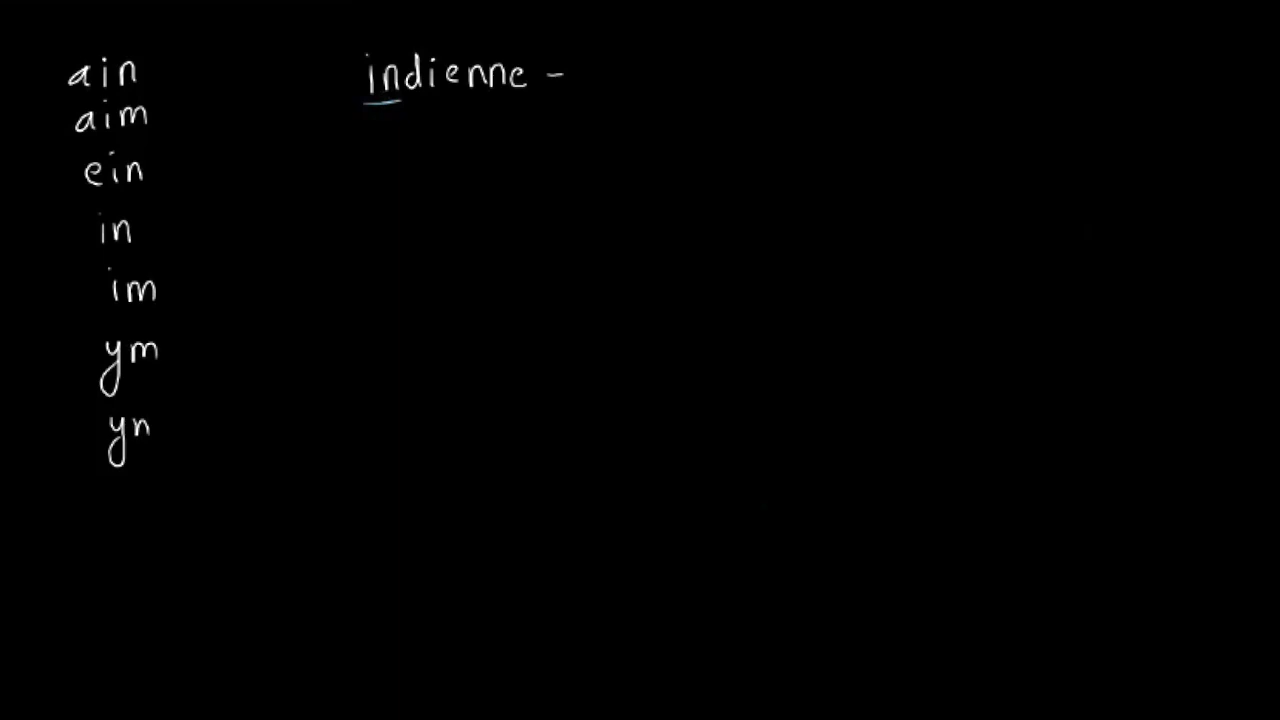 ain
indienne -
aim
ein
in
im
ym
yn